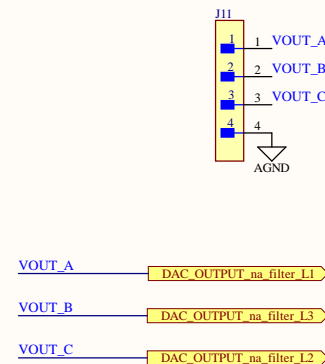 J11
1 1 VOUT_A
2 2 VOUT_B
3 3 VOUT_C
4 4
AGND
VOUT_A DAC_OUTPUT_na_filter_L1
VOUT_B DAC_OUTPUT_na_filter_L3
VOUT_C DAC_OUTPUT_na_filter_L2